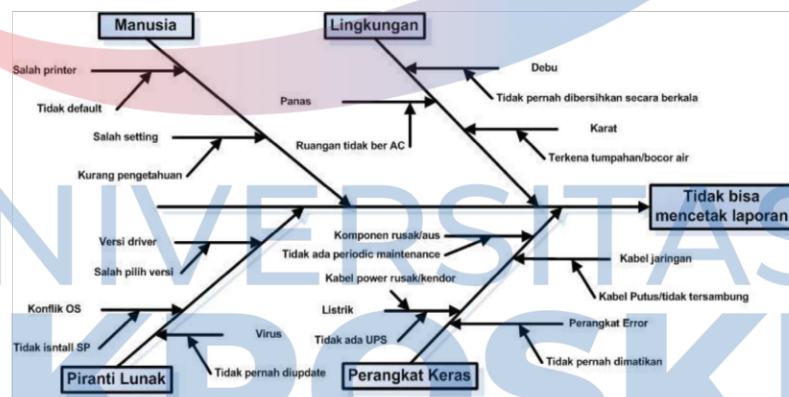 Manusia
Lingkungan
Salah printer
Tidak default
Salah setting
Kurang pengetahuan
Debu
Tidak pernah dibersihkan secara berkala
Panas
Ruangan tidak ber AC
Karat
Terkena tumpahan/bocor air
Tidak bisa
mencetak laporan
Versi driver
Salah pilih versi
Konflik OS
Tidak isntall SP
Virus
Tidak pernah diupdate
Piranti Lunak
Komponen rusak/aus
Tidak ada periodic maintenance
Kabel power rusak/kendor
Listrik
Tidak ada UPS
Kabel jaringan
Kabel Putus/tidak tersambung
Perangkat Error
Tidak pernah dimatikan
Perangkat Keras
NIVERSITAS